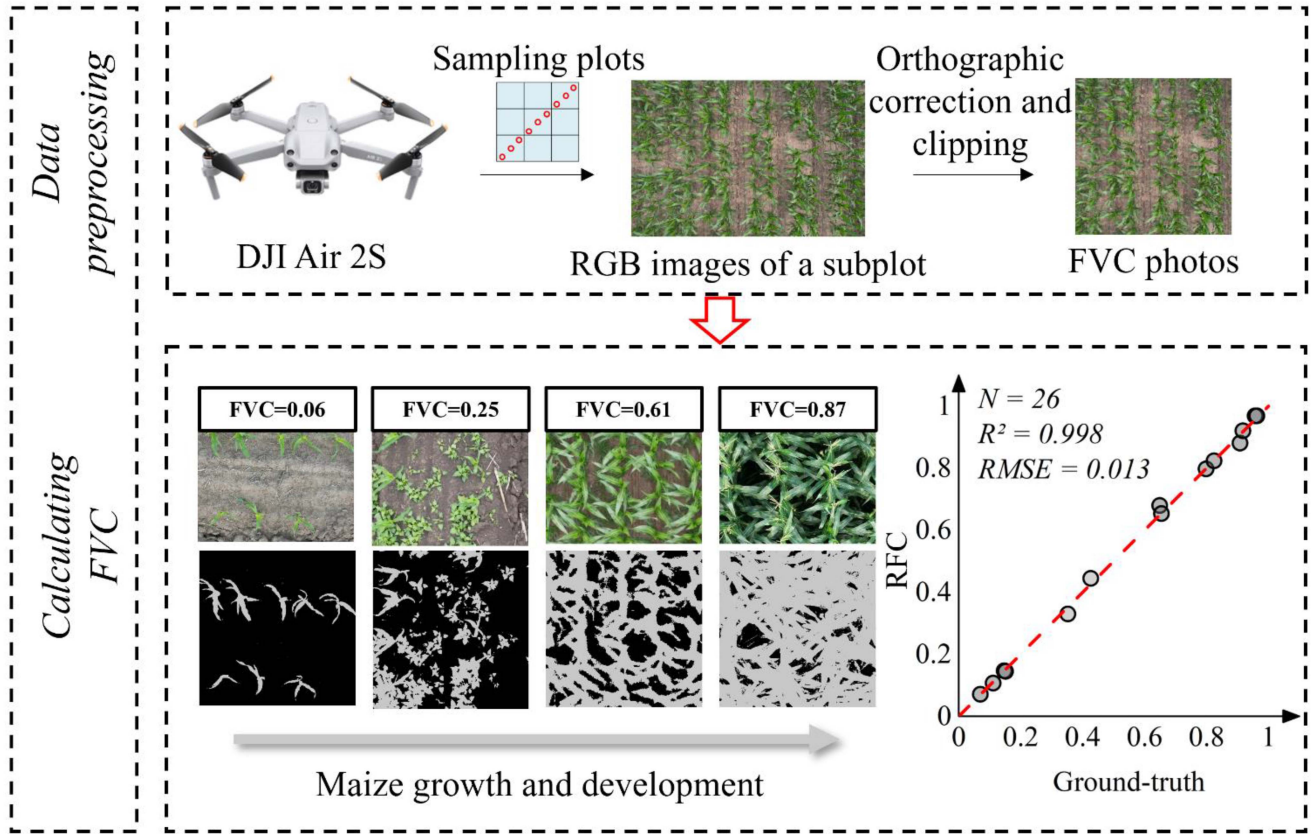 Data
preprocessing
Sampling plots
Orthographic
correction and
clipping
DJI Air 2S
RGB images of a subplot
FVC photos
Calculating
FVC
FVC=0.06
FVC=0.25
FVC=0.61
FVC=0.87
Maize growth and development
N = 26
R² = 0.998
RMSE = 0.013
RFC
1
0.8
0.6
0.4
0.2
0
0
0.2
0.4
0.6
0.8
1
Ground-truth